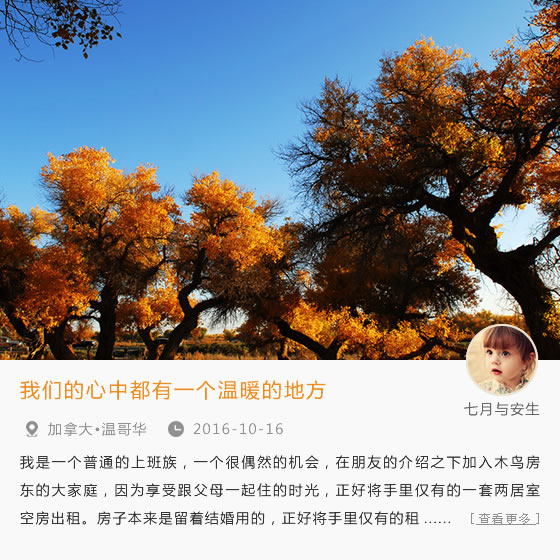 我们的心中都有一个温暖的地方
七月与安生
加拿大•温哥华 2016-10-16
我是一个普通的上班族，一个很偶然的机会，在朋友的介绍之下加入木鸟房
东的大家庭，因为享受跟父母一起住的时光，正好将手里仅有的一套两居室
空房出租。房子本来是留着结婚用的，正好将手里仅有的租 ...... [ 查看更多 ]